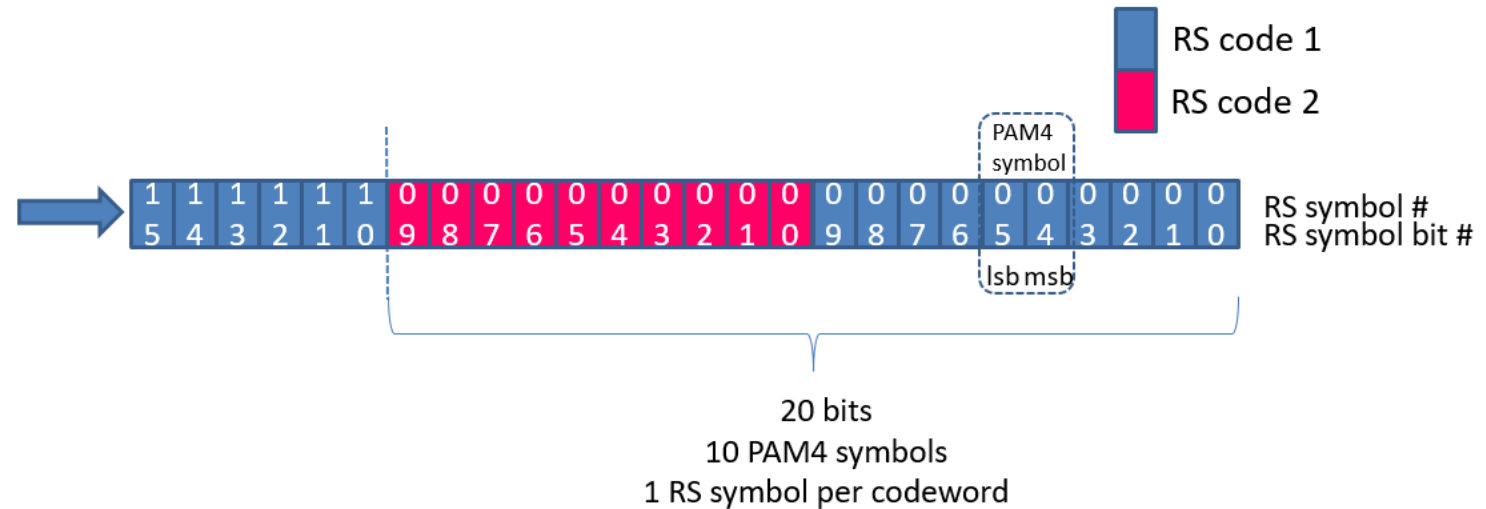 RS code 1
RS code 2
PAM4
symbol
1 1 1 1 1 1 0 0 0 0 0 0 0 0 0 0 0 0 0 0 0 0 0 0 0 0
5 4 3 2 1 0 9 8 7 6 5 4 3 2 1 0 9 8 7 6 5 4 3 2 1 0
RS symbol #
RS symbol bit #
lsb msb
20 bits
10 PAM4 symbols
1 RS symbol per codeword